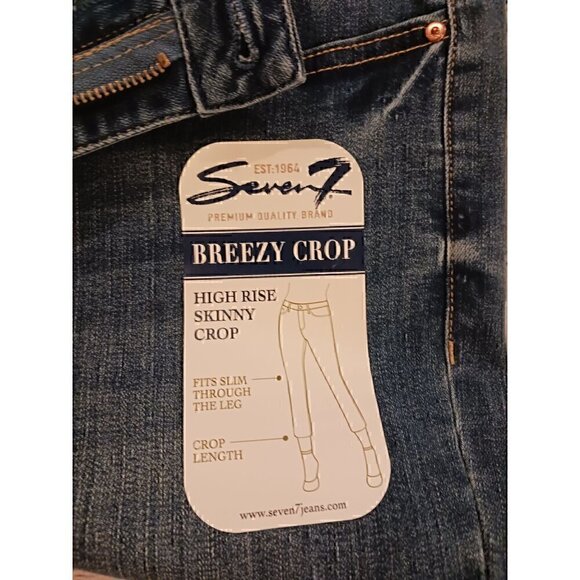 EST:1964
Seven7®
PREMIUM QUALITY BRAND
BREEZY CROP
HIGH RISE
SKINNY
CROP
FITS SLIM
THROUGH
THE LEG
CROP
LENGTH
www.seven7jeans.com